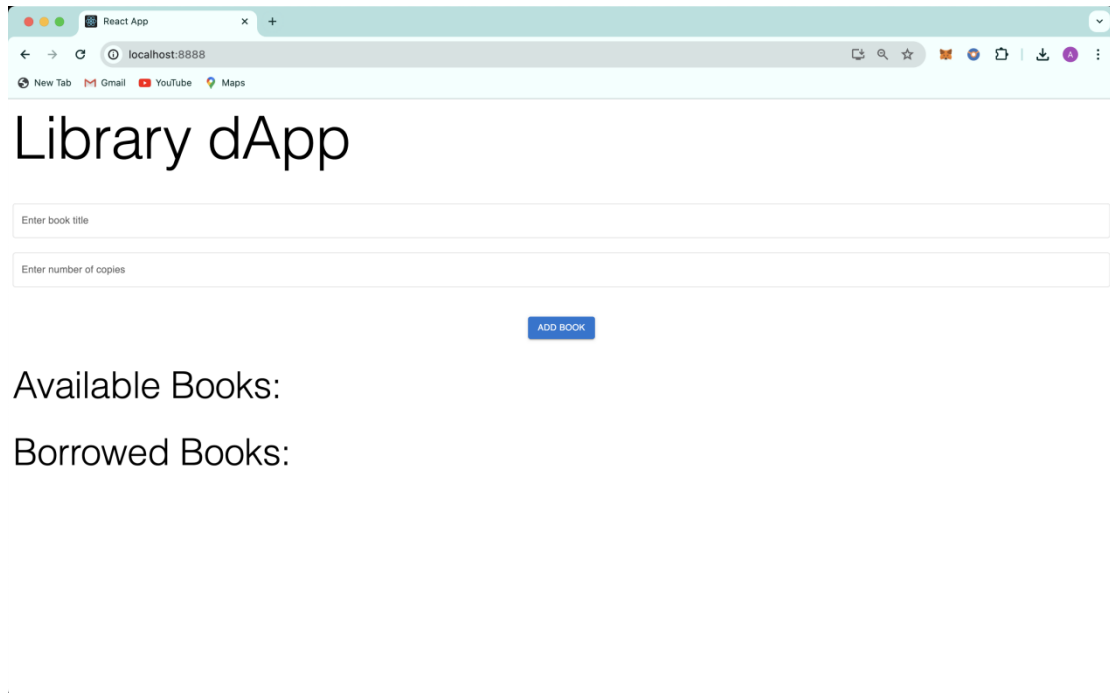 React App
localhost:8888
A
New Tab Gmail YouTube Maps
Library dApp
Enter book title
Enter number of copies
ADD BOOK
Available Books:
Borrowed Books: